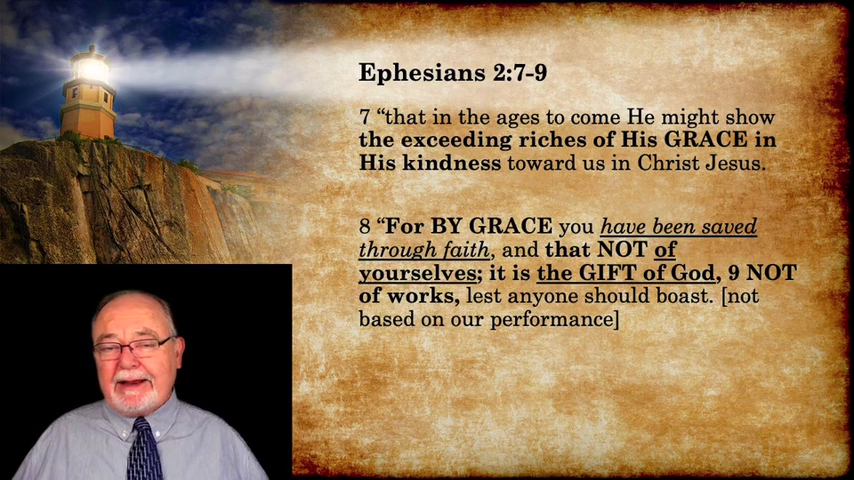 Ephesians 2:7-9
7 “that in the ages to come He might show
the exceeding riches of His GRACE in
His kindness toward us in Christ Jesus.
8 “For BY GRACE you have been saved
through faith, and that NOT of
yourselves; it is the GIFT of God, 9 NOT
of works, lest anyone should boast. [not
based on our performance]